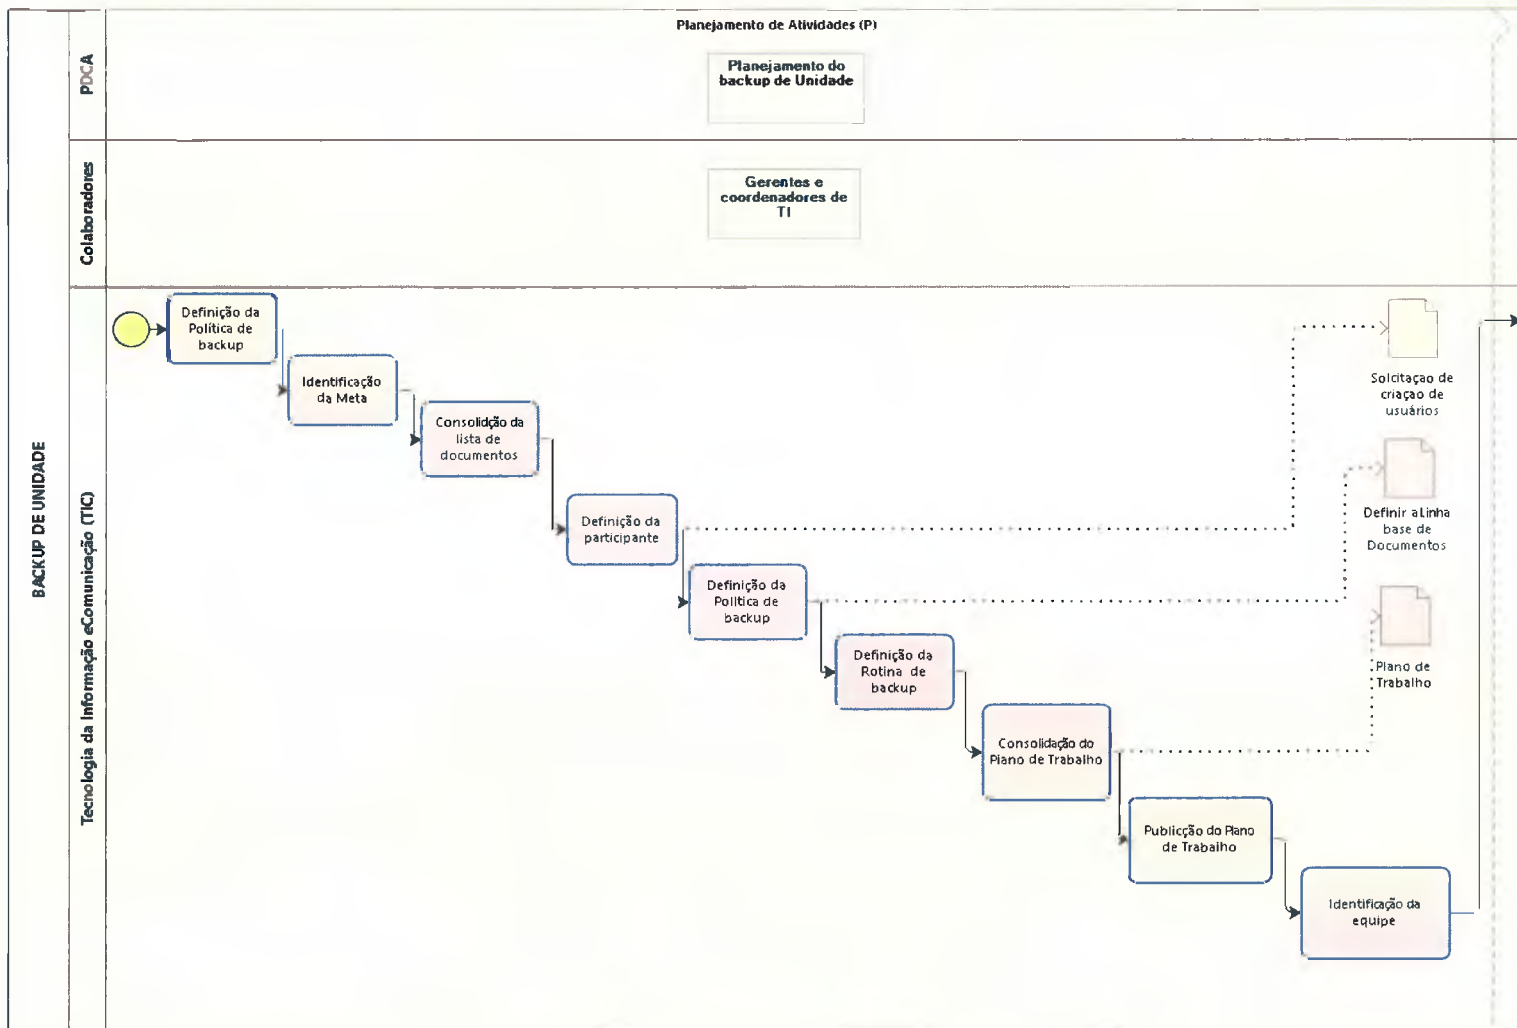 Planejamento de Atividades (P)
PDCA
Planejamento do
backup de Unidade
Colaboradores
Gerentes e
coordenadores de
TI
BACKUP DE UNIDADE
Tecnologia da Informação eComunicação (TIC)
Definição da
Política de
backup
Identificação
da Meta
Consolidção da
lista de
documentos
Definição da
participante
Definição da
Política de
backup
Definição da
Rotina de
backup
Consolidação do
Plano de Trabalho
Publicção do Plano
de Trabalho
Identificação da
equipe
Solcitaçao de
criaçao de
usuários
Definir a Linha
base de
Documentos
Plano de
Trabalho